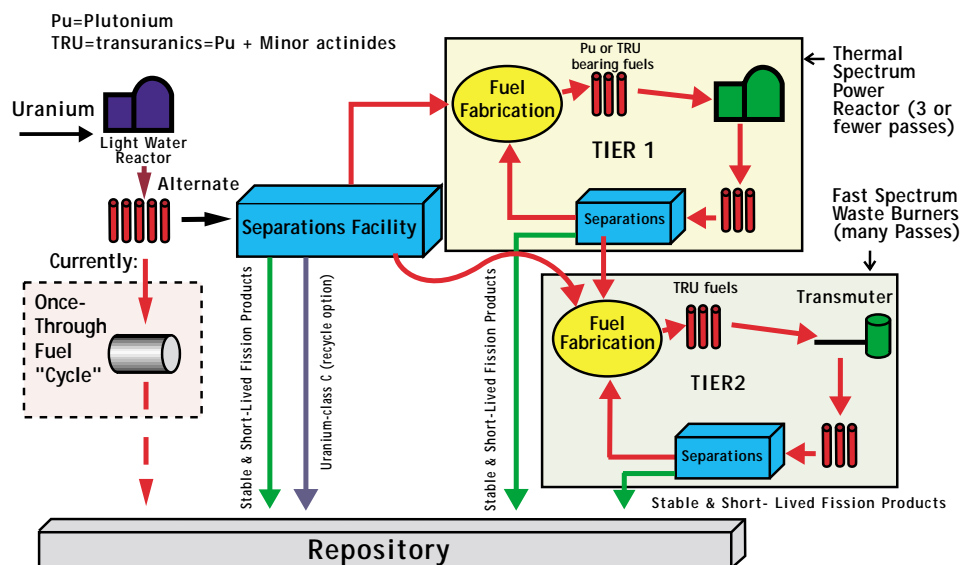 Pu=Plutonium
TRU=transuranics=Pu + Minor actinides
Uranium
Light Water
Reactor
Alternate
Currently:
Once-
Through
Fuel
"Cycle"
Separations Facility
Stable & Short-Lived Fission Products
Uranium-class C (recycle option)
Fuel
Fabrication
Pu or TRU
bearing fuels
TIER 1
Separations
Stable & Short-Lived Fission Products
Thermal
Spectrum
Power
Reactor (3 or
fewer passes)
Fast Spectrum
Waste Burners
(many Passes)
Fuel
Fabrication
TRU fuels
Transmuter
TIER2
Separations
Stable & Short- Lived Fission Products
Repository